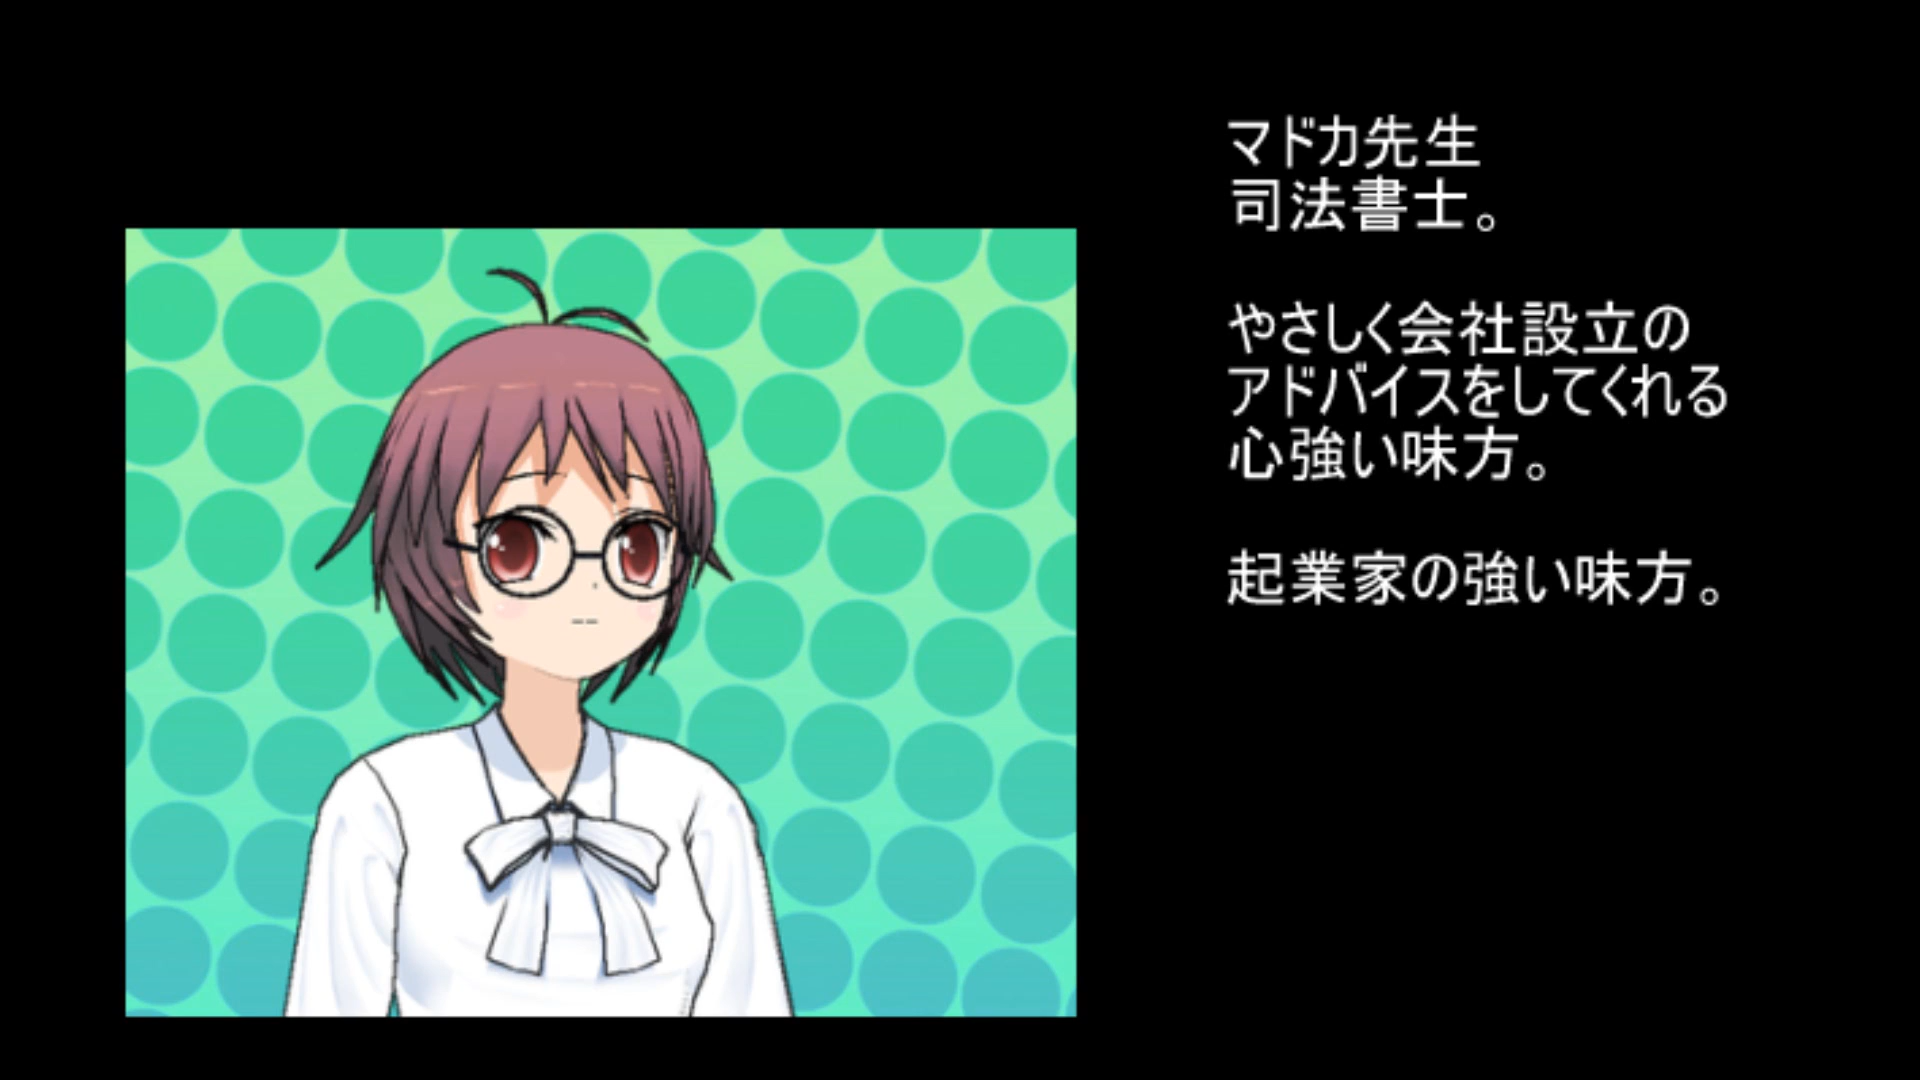 マドカ先生
司法書士。
やさしく会社設立の
アドバイスをしてくれる
心強い味方。
起業家の強い味方。